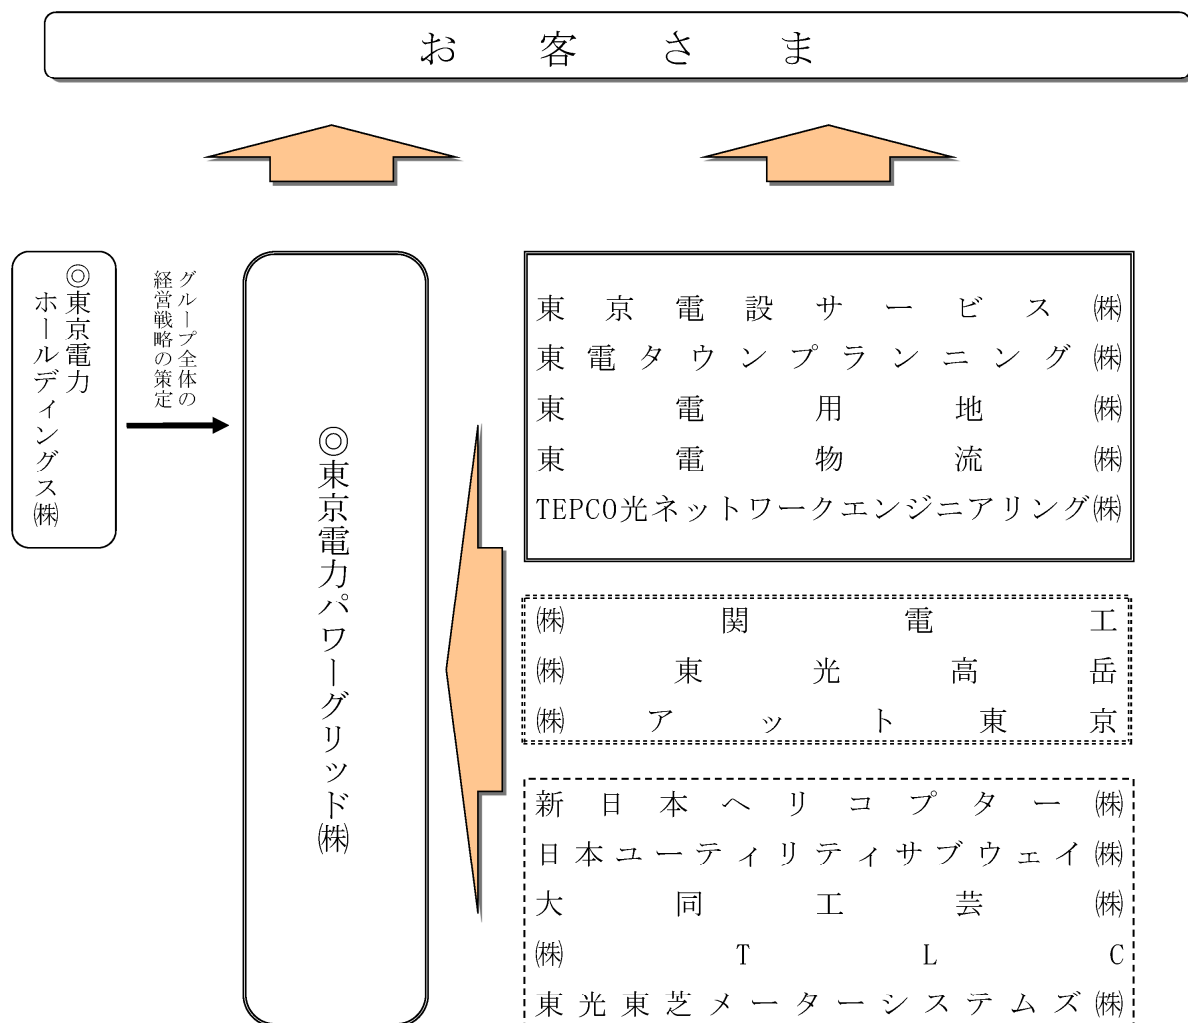 お客さま
◎東京電力
ホールディングス㈱
グループ全体の
経営戦略の策定
◎東京電力パワーグリッド㈱
東京電設サービス㈱
東電タウンプランニング㈱
東電用地㈱
東電物流㈱
TEPCO光ネットワークエンジニアリング㈱
㈱関電工
㈱東光高岳
㈱アット東京
新日本ヘリコプター㈱
日本ユーティリティサブウェイ㈱
大同工芸㈱
㈱TLC
東光東芝メーターシステムズ㈱